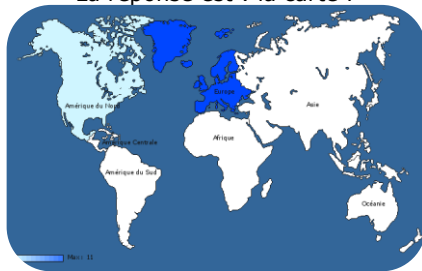 La réponse est : la carte !
Amérique du Nord
Europe
Asie
Amérique Centrale
Afrique
Amérique du Sud
Océanie
Max: 11